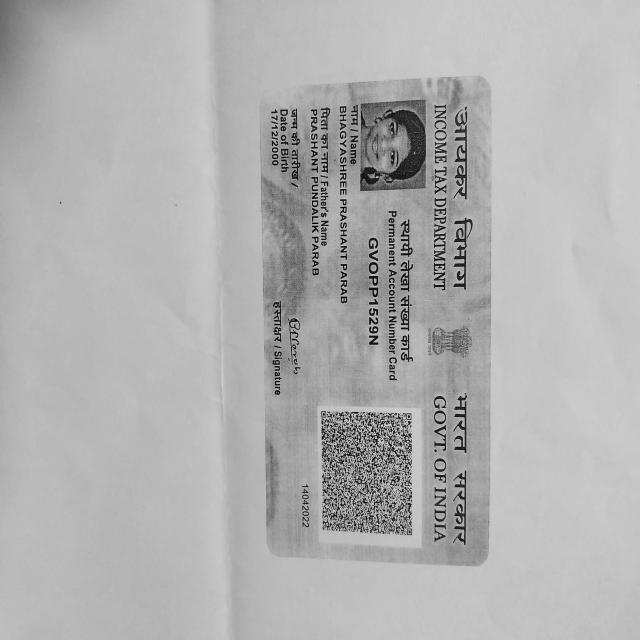 आयकर विभाग
INCOME TAX DEPARTMENT
भारत सरकार
GOVT. OF INDIA
स्थायी लेखा संख्या कार्ड
Permanent Account Number Card
GVOPP1529N
नाम / Name
BHAGYASHREE PRASHANT PARAB
पिता का नाम / Father's Name
PRASHANT PUNDALIK PARAB
जन्म की तारीख /
Date of Birth
17/12/2000
हस्ताक्षर / Signature
14042022